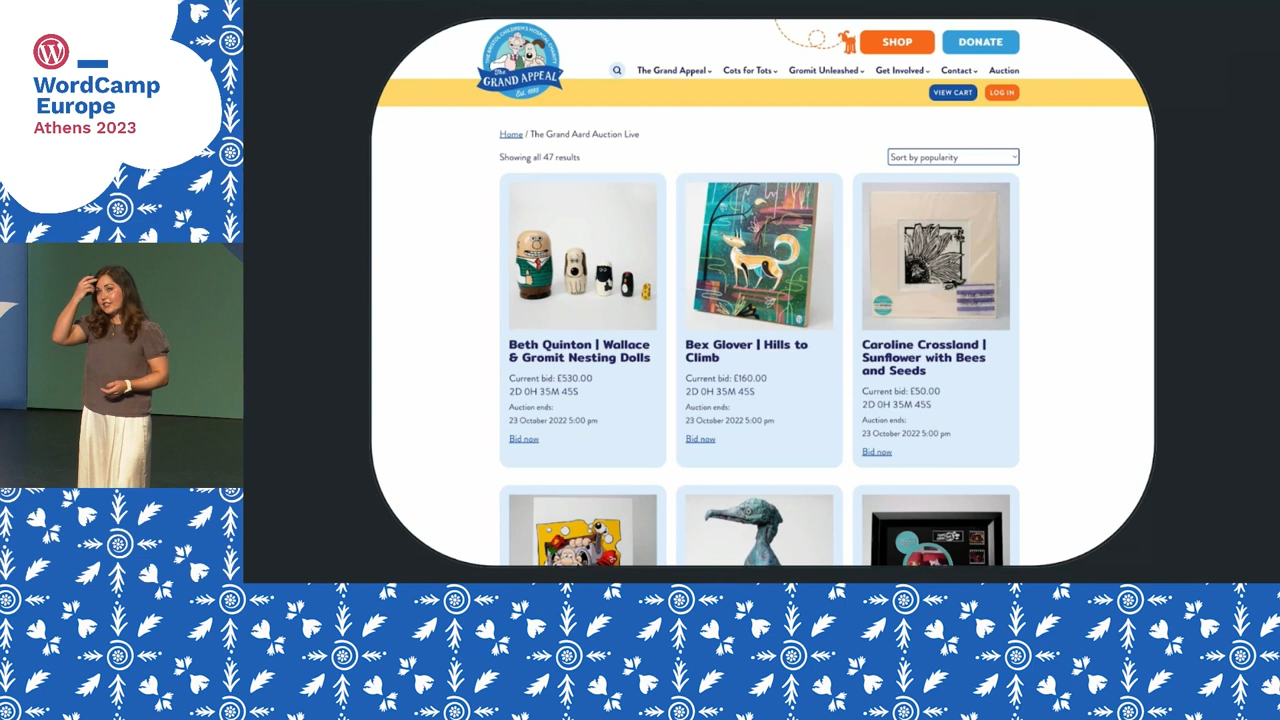 WordCamp
Europe
Athens 2023
THE BRISTOL CHILDREN'S HOSPITAL CHARITY
The
GRAND APPEAL
Est. 1995
SHOP
DONATE
The Grand Appeal
Cots for Tots
Gromit Unleashed
Get Involved
Contact
Auction
VIEW CART
LOG IN
Home / The Grand Aard Auction Live
Showing all 47 results
Sort by popularity
Beth Quinton | Wallace
& Gromit Nesting Dolls
Current bid: £530.00
2D 0H 35M 45S
Auction ends:
23 October 2022 5:00 pm
Bid now
Bex Glover | Hills to
Climb
Current bid: £160.00
2D 0H 35M 45S
Auction ends:
23 October 2022 5:00 pm
Bid now
Caroline Crossland |
Sunflower with Bees
and Seeds
Current bid: £50.00
2D 0H 35M 45S
Auction ends:
23 October 2022 5:00 pm
Bid now